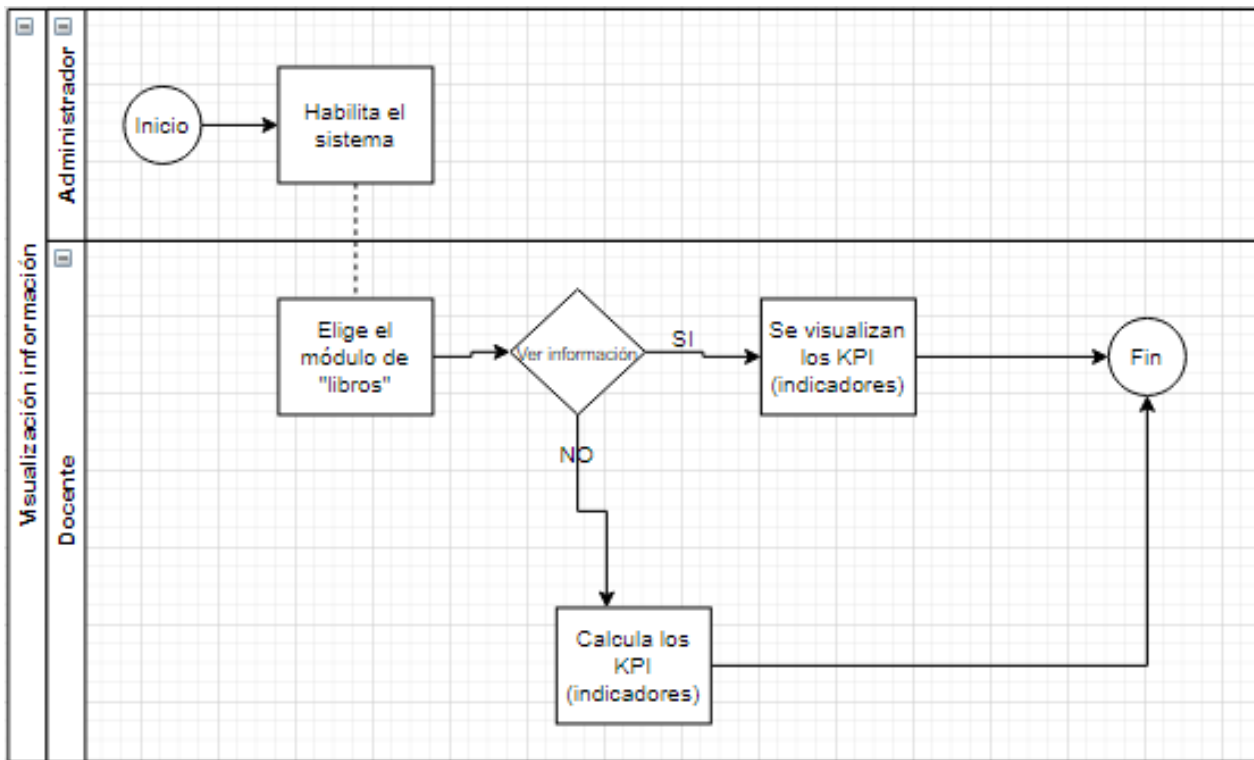 Visualización información
Administrador
Inicio
Habilita el
sistema
Docente
Elige el
módulo de
"libros"
Ver información
SI
Se visualizan
los KPI
(indicadores)
Fin
NO
Calcula los
KPI
(indicadores)